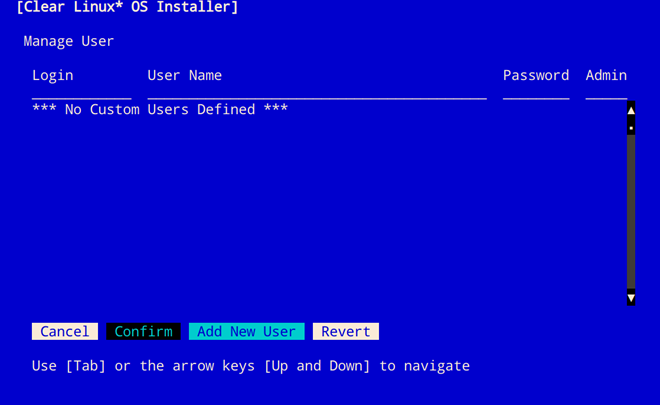 [Clear Linux* OS Installer]
Manage User
Login User Name Password Admin
*** No Custom Users Defined ***
Cancel Confirm Add New User Revert
Use [Tab] or the arrow keys [Up and Down] to navigate